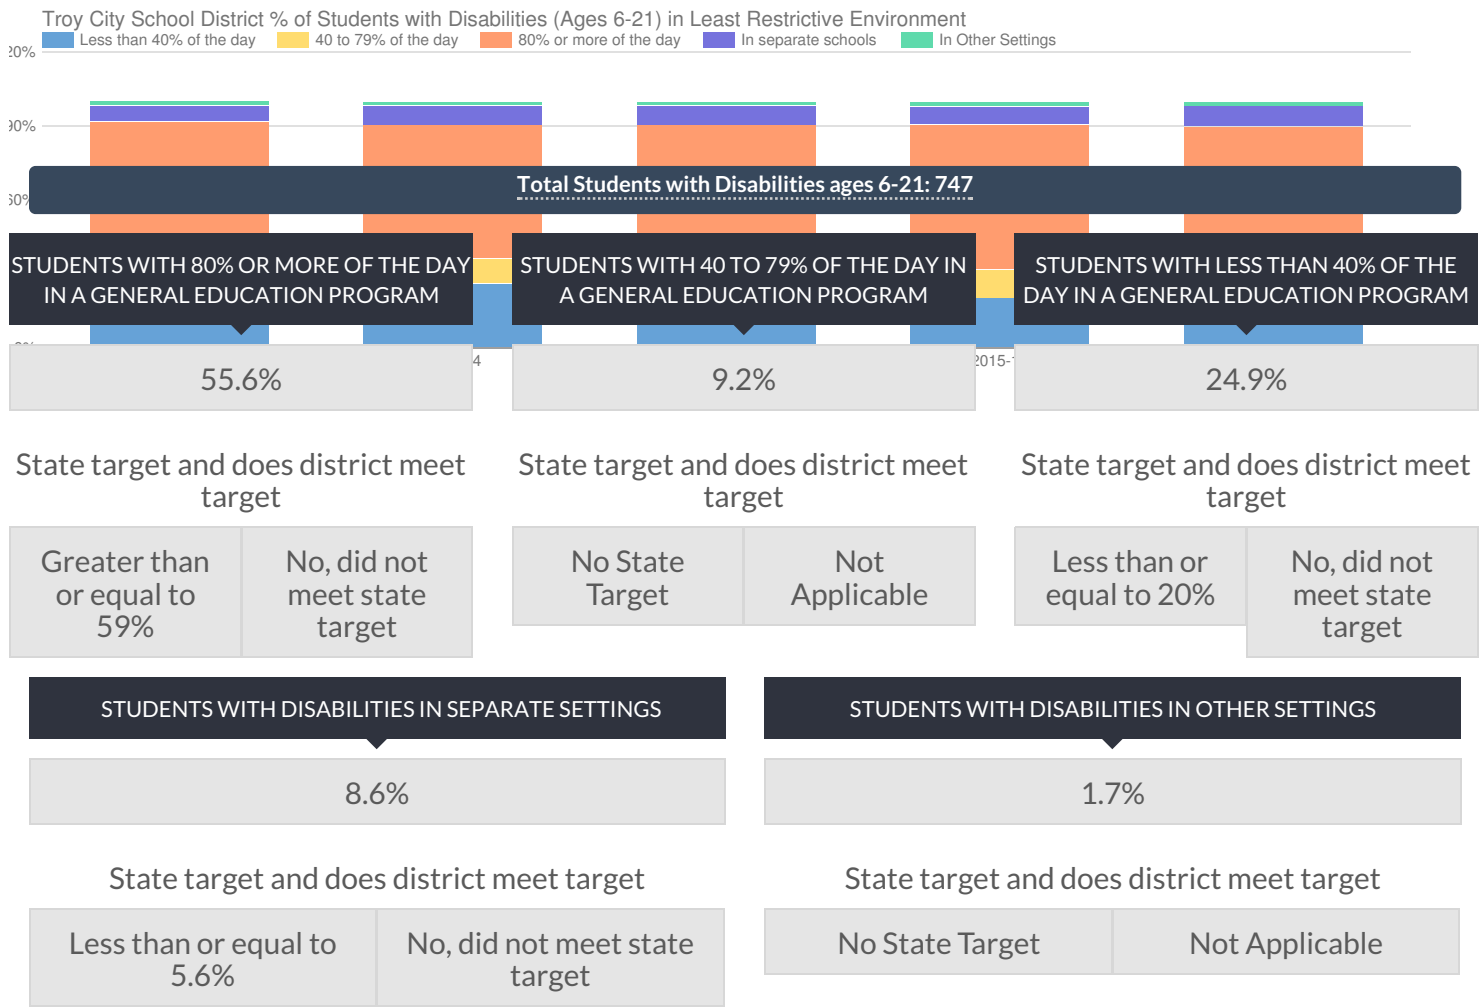 Troy City School District % of Students with Disabilities (Ages 6-21) in Least Restrictive Environment
Less than 40% of the day 40 to 79% of the day 80% or more of the day In separate schools In Other Settings
20%
90%
60%
Total Students with Disabilities ages 6-21: 747
STUDENTS WITH 80% OR MORE OF THE DAY
IN A GENERAL EDUCATION PROGRAM
STUDENTS WITH 40 TO 79% OF THE DAY IN
A GENERAL EDUCATION PROGRAM
STUDENTS WITH LESS THAN 40% OF THE
DAY IN A GENERAL EDUCATION PROGRAM
4
2015-1
55.6%
9.2%
24.9%
State target and does district meet
target
State target and does district meet
target
State target and does district meet
target
Greater than
or equal to
59%
No, did not
meet state
target
No State
Target
Not
Applicable
Less than or
equal to 20%
No, did not
meet state
target
STUDENTS WITH DISABILITIES IN SEPARATE SETTINGS
STUDENTS WITH DISABILITIES IN OTHER SETTINGS
8.6%
1.7%
State target and does district meet target
State target and does district meet target
Less than or equal to
5.6%
No, did not meet state
target
No State Target
Not Applicable